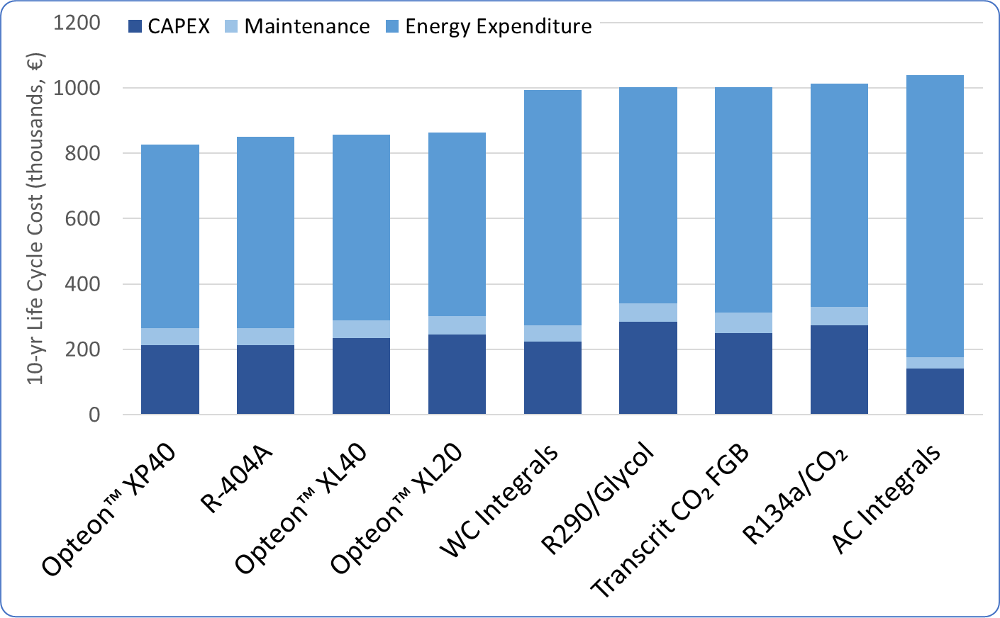 1200
CAPEX Maintenance Energy Expenditure
10-yr Life Cycle Cost (thousands, €)
1000
800
600
400
200
0
Opteon™ XP40
R-404A
Opteon™ XL40
Opteon™ XL20
WC Integrals
R290/Glycol
Transcrit CO₂ FGB
R134a/CO₂
AC Integrals